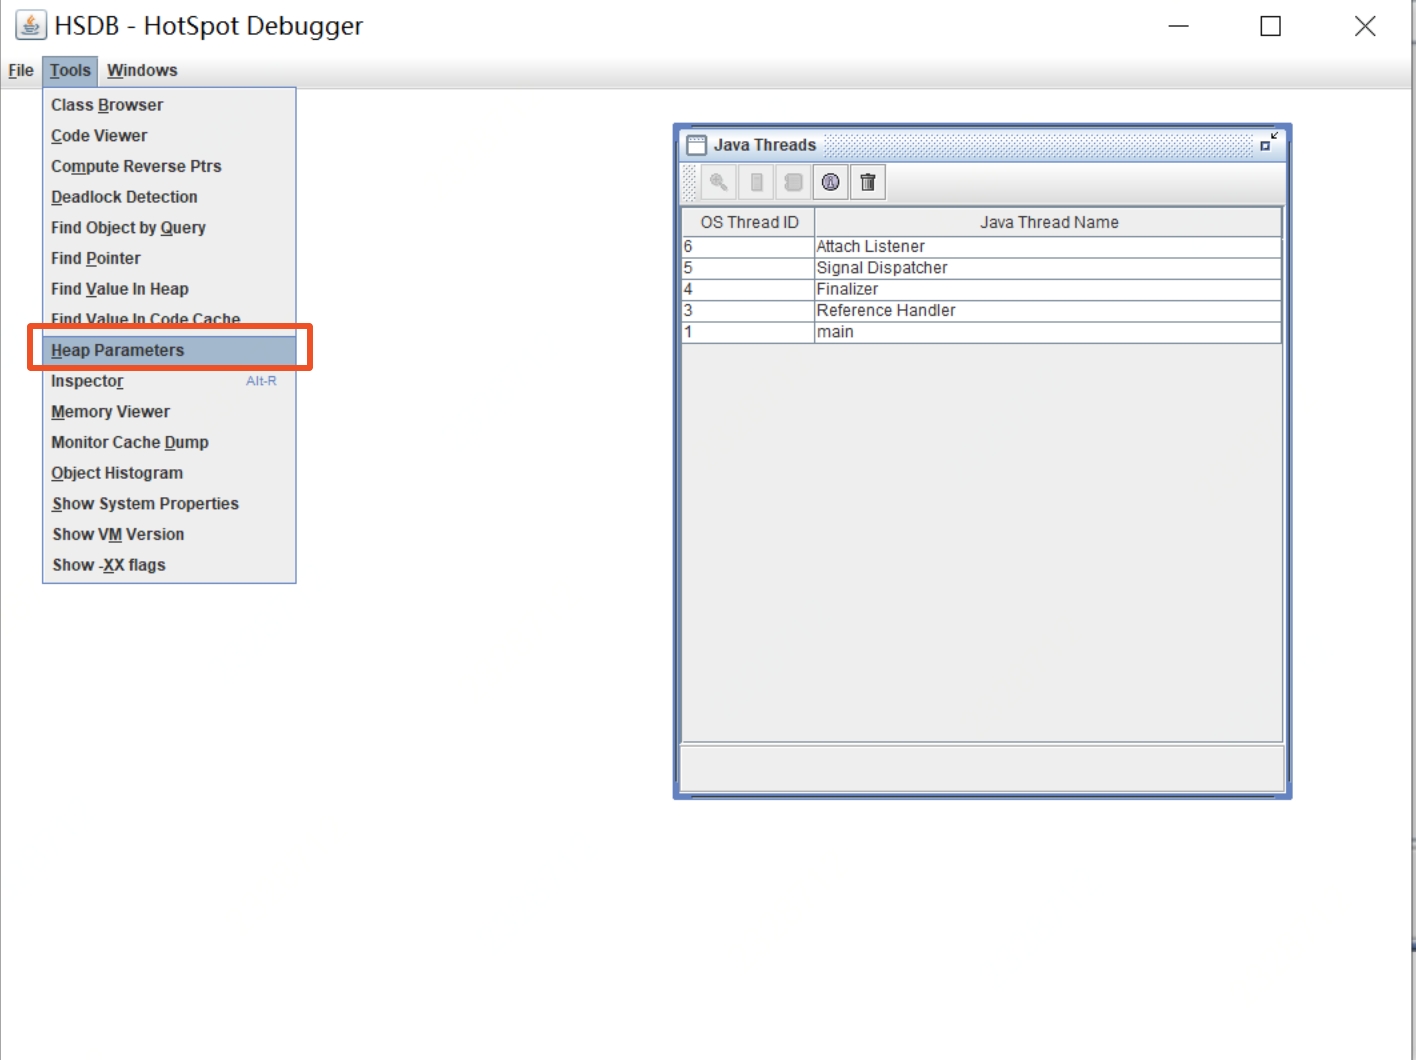 HSDB - HotSpot Debugger
File Tools Windows
Class Browser
Code Viewer
Compute Reverse Ptrs
Deadlock Detection
Find Object by Query
Find Pointer
Find Value In Heap
Find Value In Code Cache
Heap Parameters
Inspector Alt-R
Memory Viewer
Monitor Cache Dump
Object Histogram
Show System Properties
Show VM Version
Show -XX flags
Java Threads
OS Thread ID Java Thread Name
6 Attach Listener
5 Signal Dispatcher
4 Finalizer
3 Reference Handler
1 main